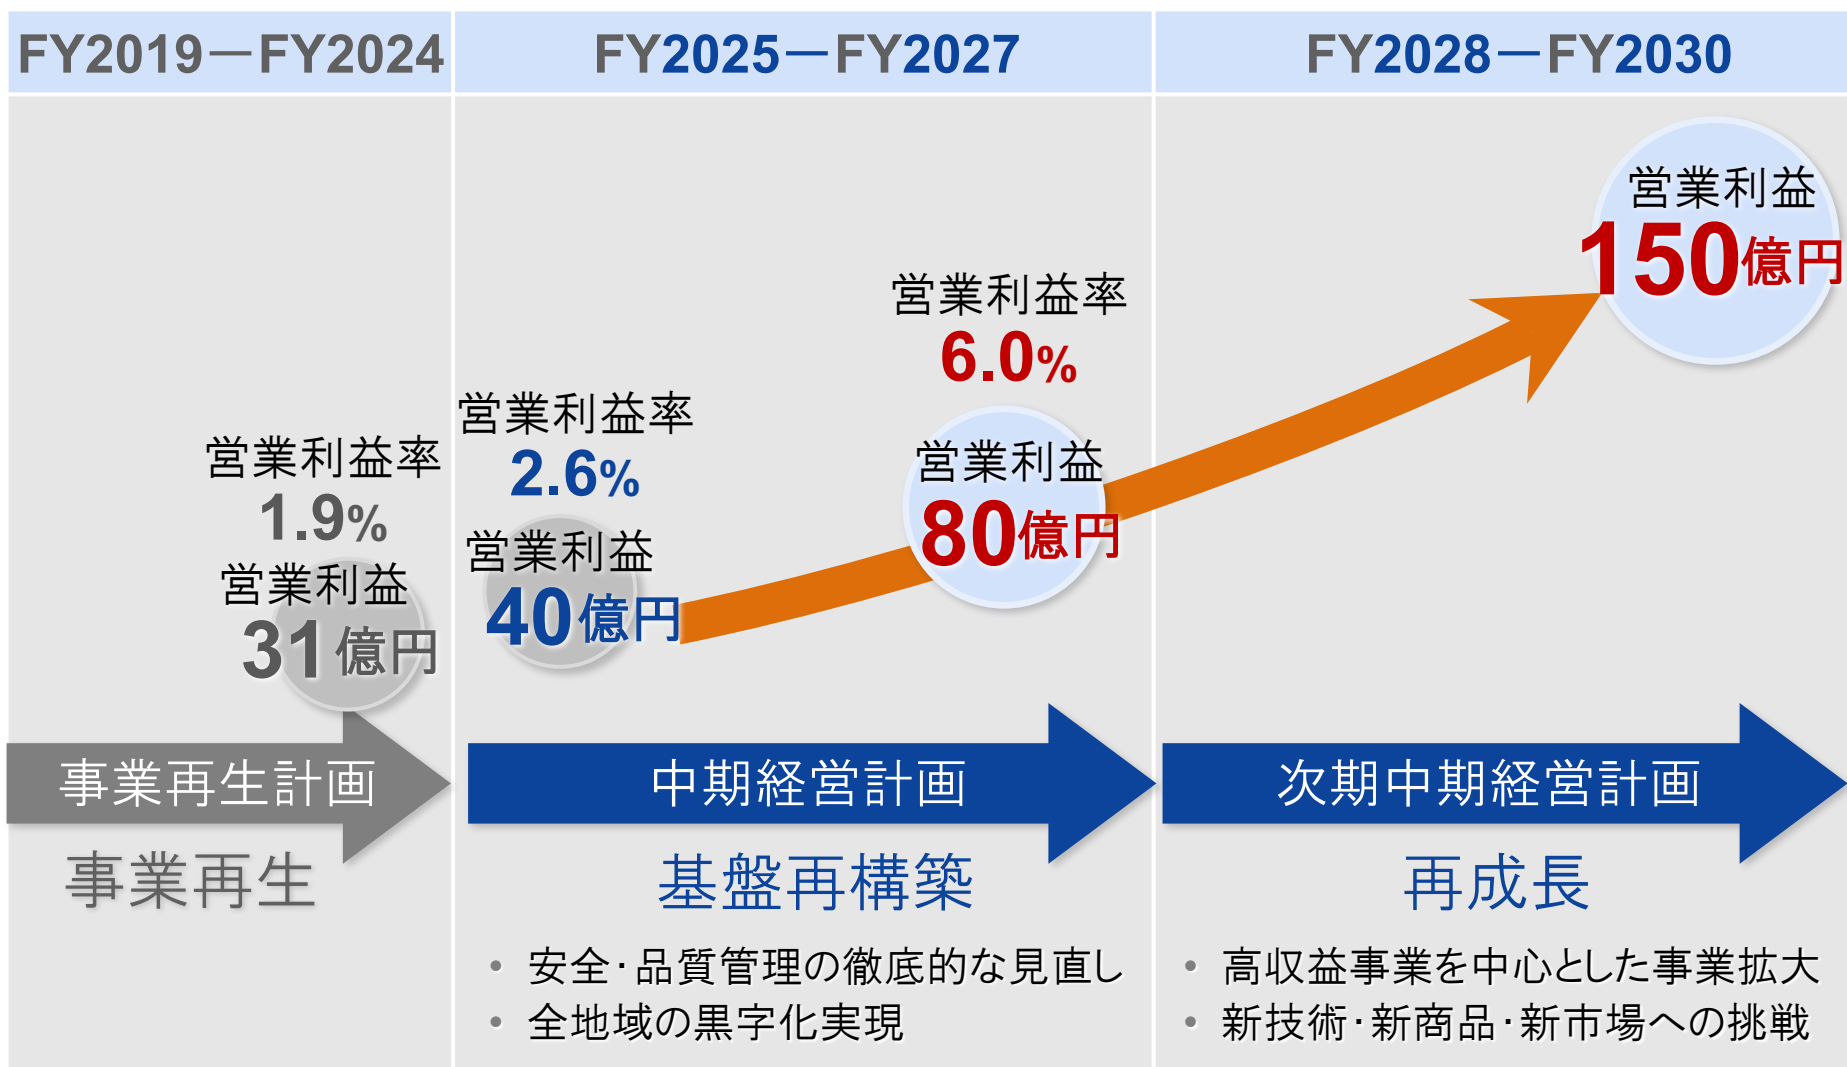 FY2019－FY2024
FY2025－FY2027
FY2028－FY2030
営業利益率
1.9%
営業利益
31億円
営業利益率
2.6%
営業利益
40億円
営業利益率
6.0%
営業利益
80億円
営業利益
150億円
事業再生計画
中期経営計画
次期中期経営計画
事業再生
基盤再構築
再成長
• 安全・品質管理の徹底的な見直し
• 全地域の黒字化実現
• 高収益事業を中心とした事業拡大
• 新技術・新商品・新市場への挑戦